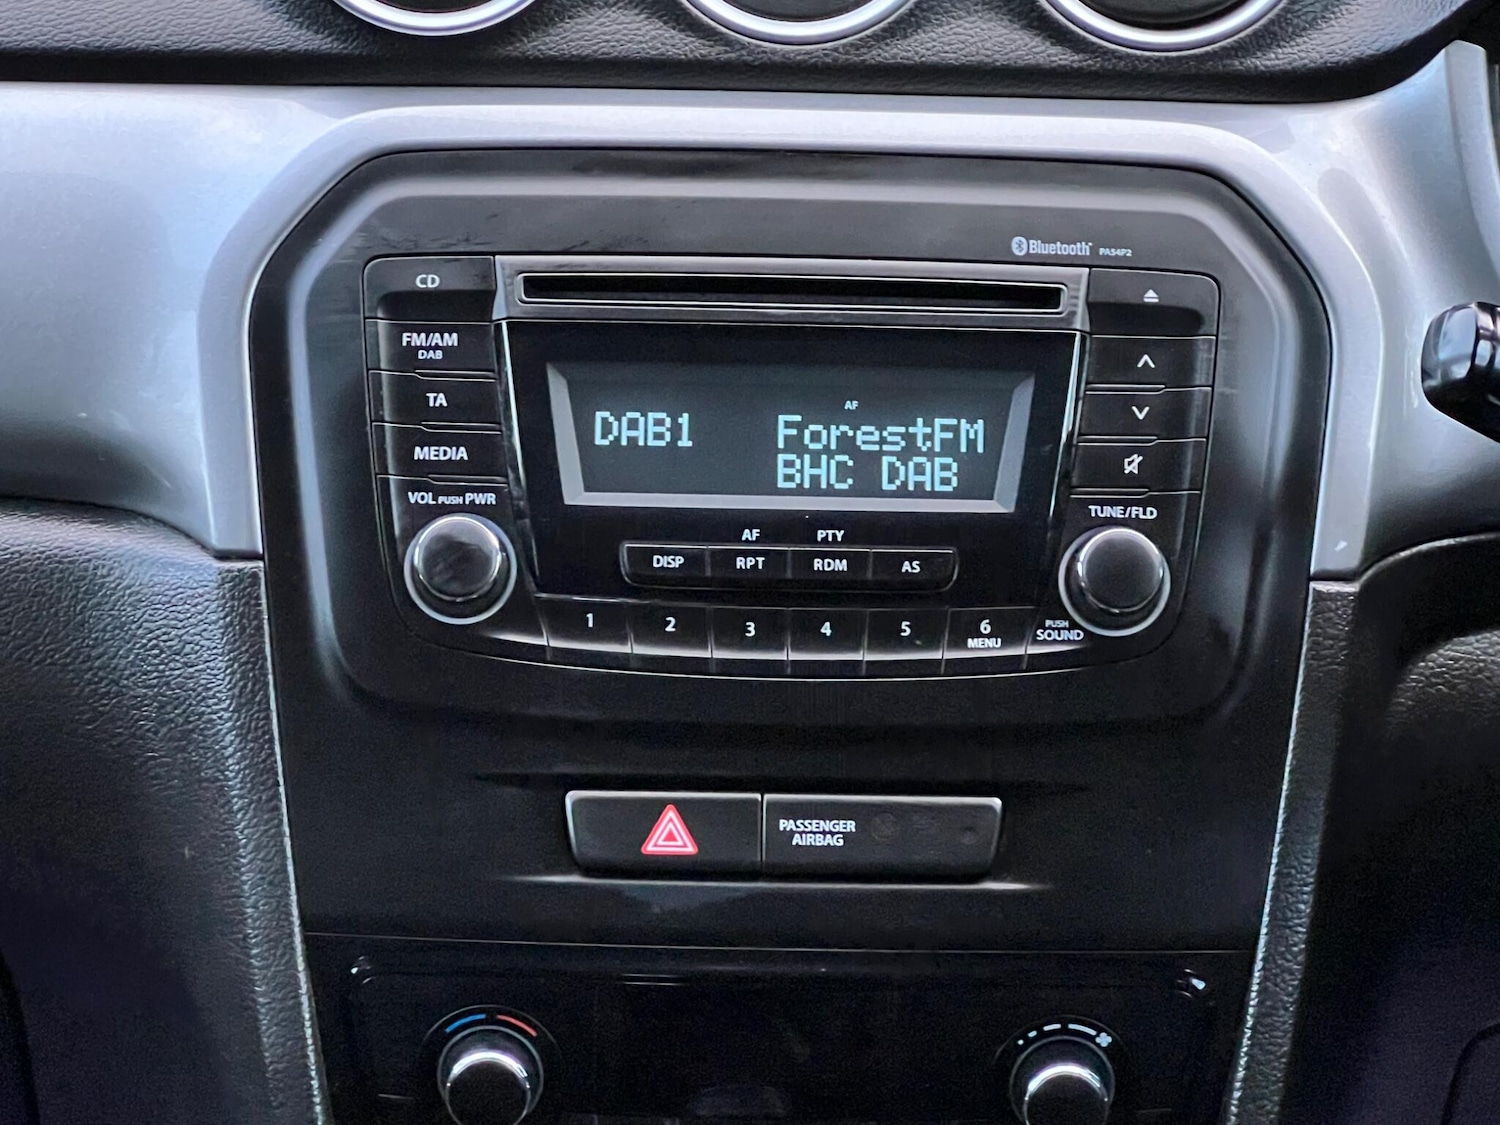 Bluetooth PA54P2
CD
FM/AM
DAB
TA
MEDIA
VOL PUSH PWR
AF
DAB1 ForestFM
BHC DAB
TUNE/FLD
AF PTY
DISP RPT RDM AS
1 2 3 4 5 6
MENU
PUSH
SOUND
PASSENGER
AIRBAG